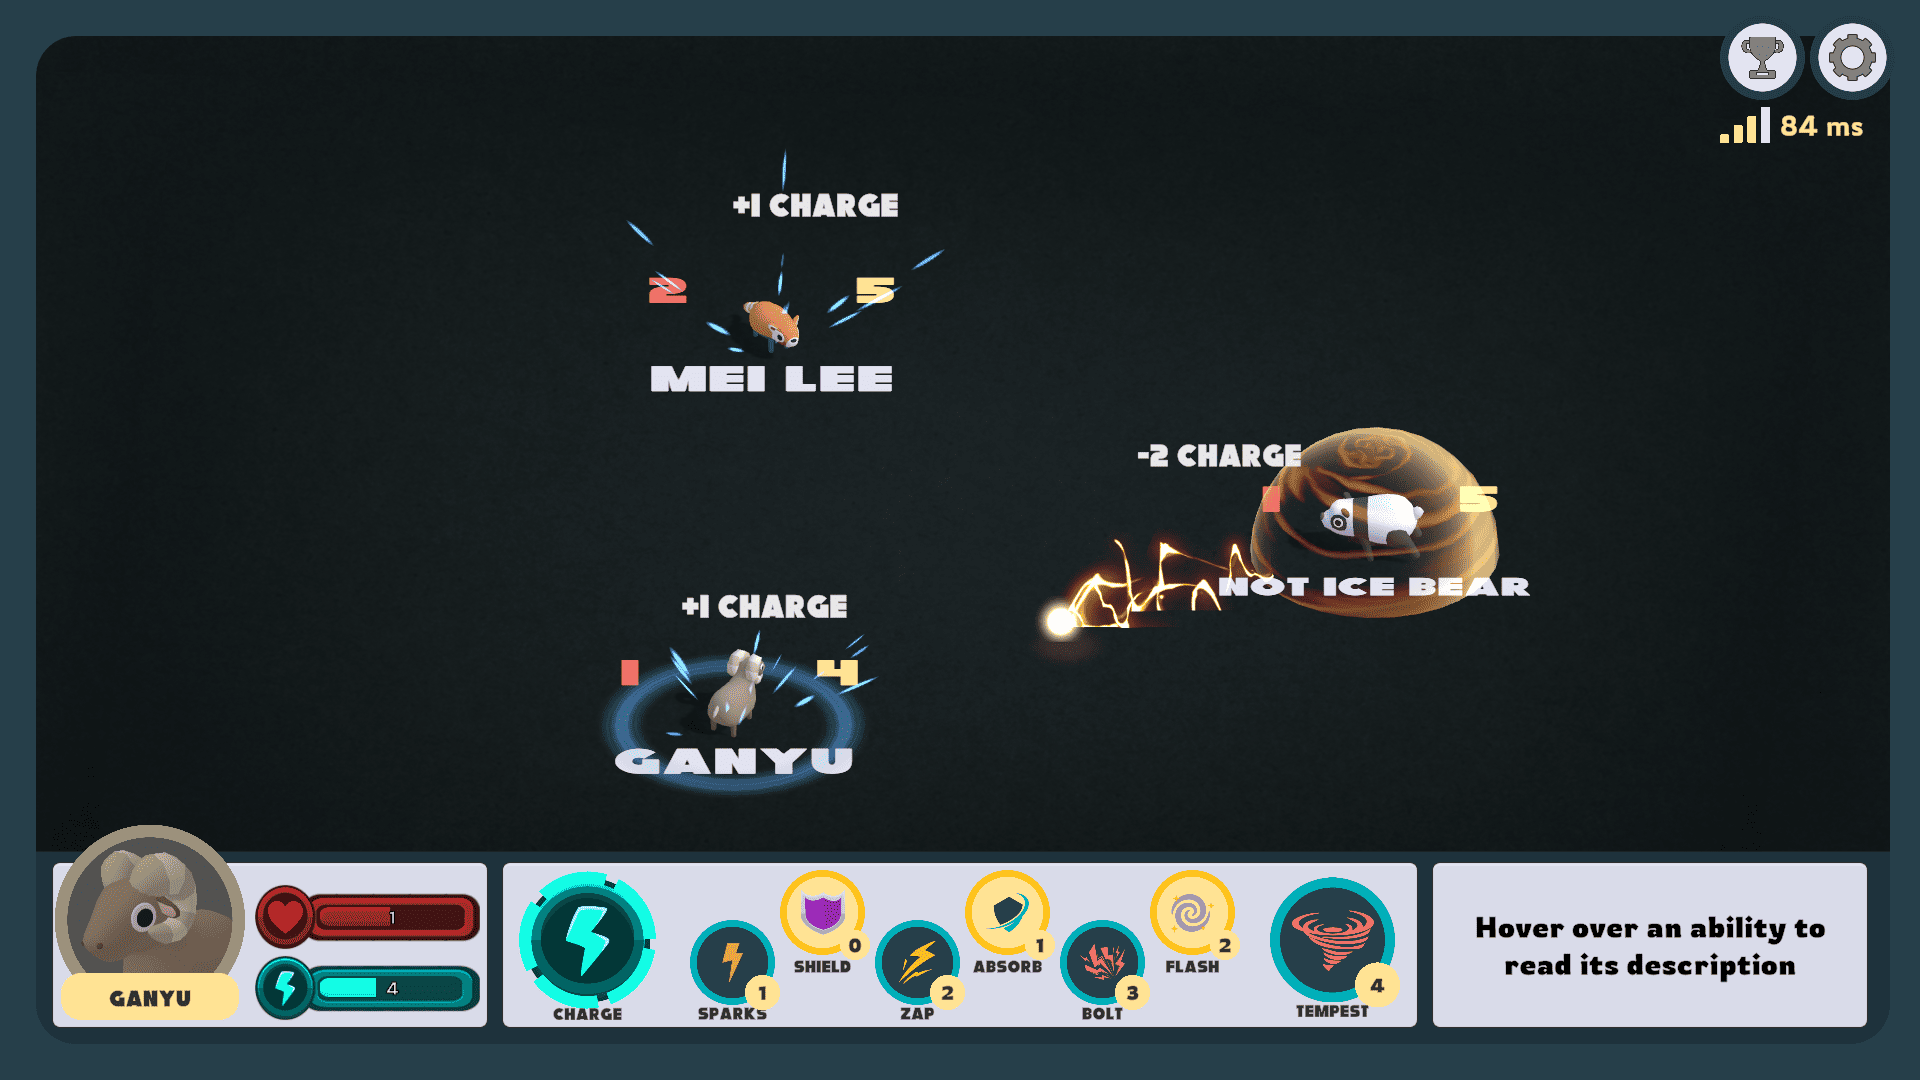 84 ms
+1 CHARGE
2 5
MEI LEE
-2 CHARGE
1 5
NOT ICE BEAR
+1 CHARGE
1 4
GANYU
1
4
GANYU
CHARGE
1
SPARKS
0
SHIELD
2
ZAP
1
ABSORB
3
BOLT
2
FLASH
4
TEMPEST
Hover over an ability to
read its description